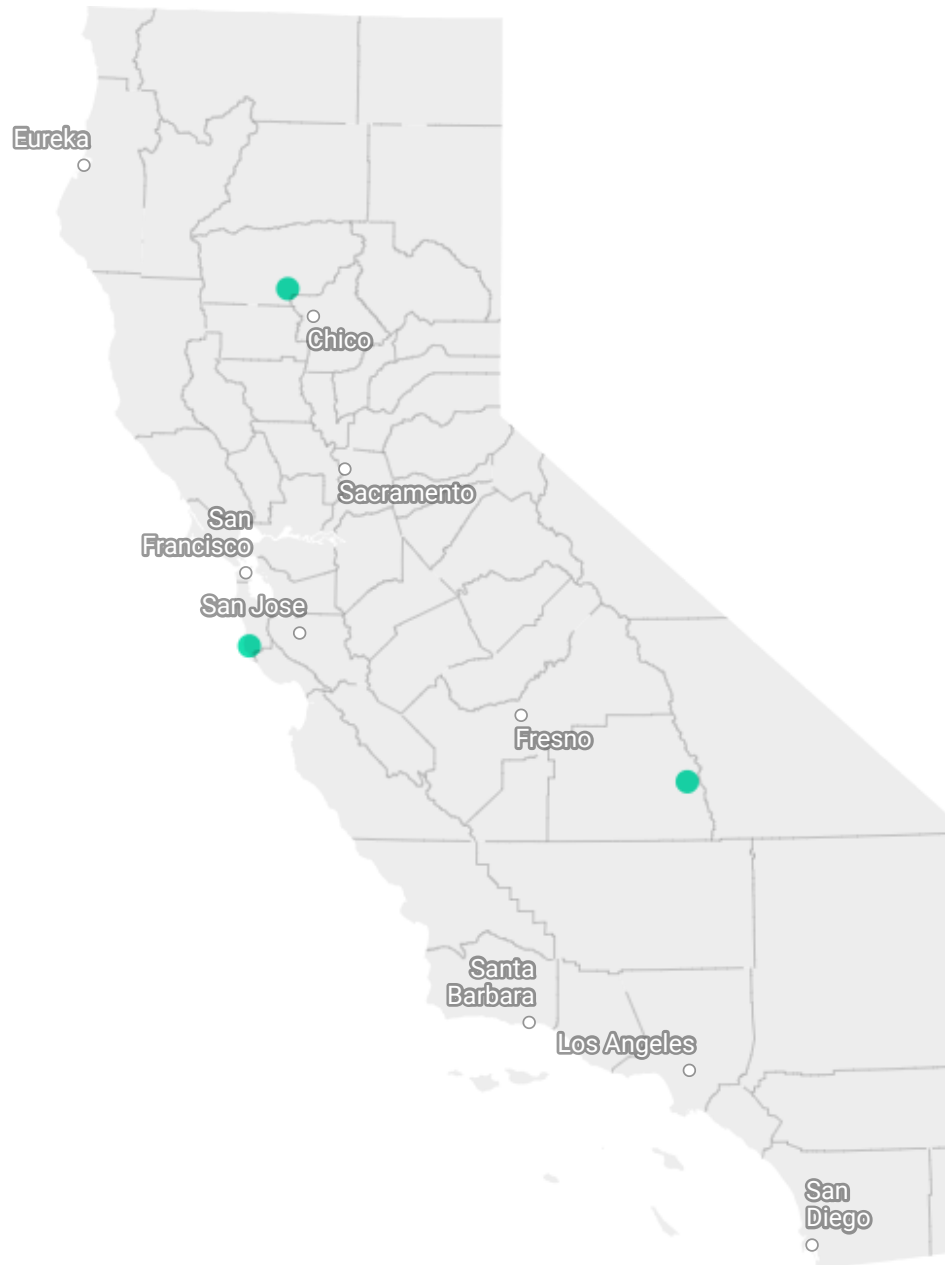 Eureka
Chico
Sacramento
San
Francisco
San Jose
Fresno
Santa
Barbara
Los Angeles
San
Diego